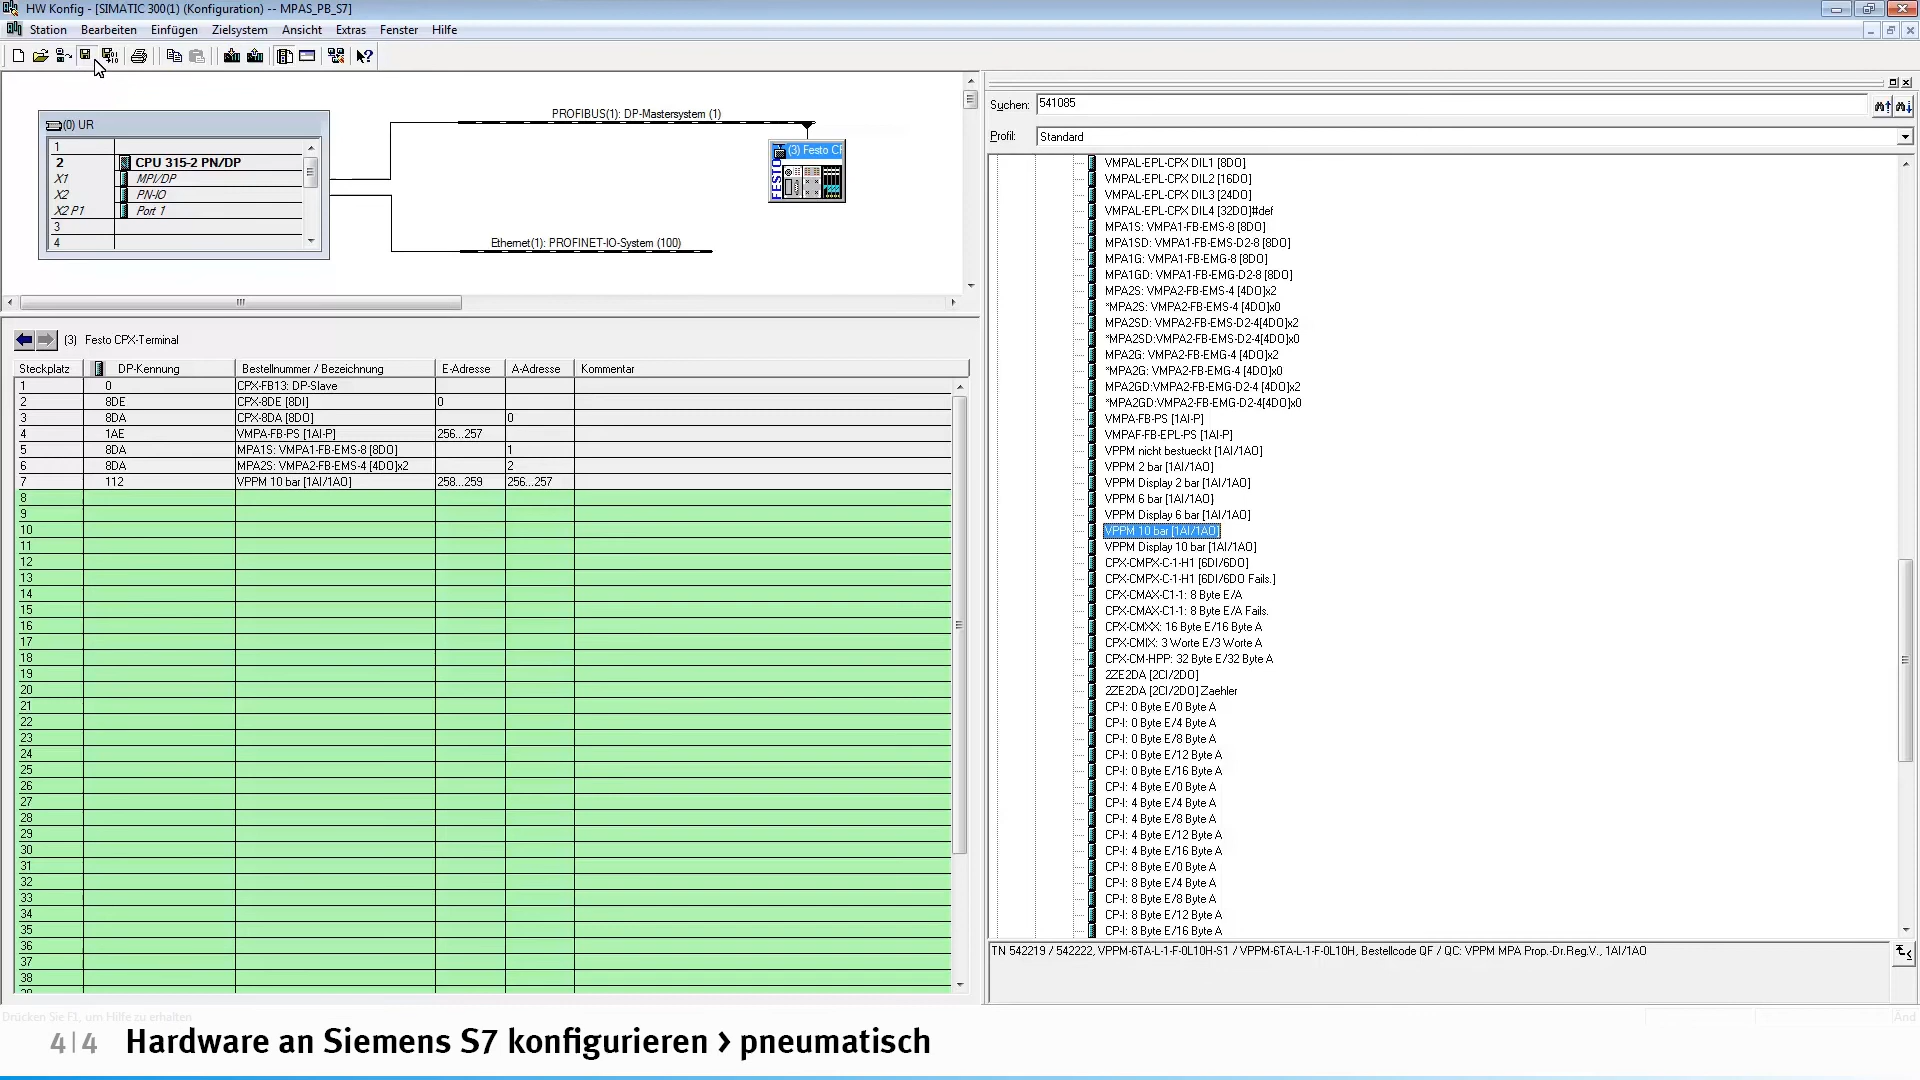 HW Konfig - [SIMATIC 300(1) (Konfiguration) -- MPAS_PB_S7]
Station Bearbeiten Einfügen Zielsystem Ansicht Extras Fenster Hilfe
(0) UR
1
2 CPU 315-2 PN/DP
X1 MPI/DP
X2 PN-IO
X2 P1 Port 1
3
4
PROFIBUS(1): DP-Mastersystem (1)
(3) Festo CP
FESTO
Ethernet(1): PROFINET-IO-System (100)
(3) Festo CPX-Terminal
Steckplatz DP-Kennung Bestellnummer / Bezeichnung E-Adresse A-Adresse Kommentar
1 0 CPX-FB13: DP-Slave
2 8DE CPX-8DE [8DI] 0
3 8DA CPX-8DA [8DO] 0
4 1AE VMPA-FB-PS [1AI-P] 256...257
5 8DA MPA1S: VMPA1-FB-EMS-8 [8DO] 1
6 8DA MPA2S: VMPA2-FB-EMS-4 [4DO]x2 2
7 112 VPPM 10 bar [1AI/1AO] 258...259 256...257
8
9
10
11
12
13
14
15
16
17
18
19
20
21
22
23
24
25
26
27
28
29
30
31
32
33
34
35
36
37
38
Suchen: 541085
Profil: Standard
VMPAL-EPL-CPX DIL1 [8DO]
VMPAL-EPL-CPX DIL2 [16DO]
VMPAL-EPL-CPX DIL3 [24DO]
VMPAL-EPL-CPX DIL4 [32DO]#def
MPA1S: VMPA1-FB-EMS-8 [8DO]
MPA1SD: VMPA1-FB-EMS-D2-8 [8DO]
MPA1G: VMPA1-FB-EMG-8 [8DO]
MPA1GD: VMPA1-FB-EMG-D2-8 [8DO]
MPA2S: VMPA2-FB-EMS-4 [4DO]x2
*MPA2S: VMPA2-FB-EMS-4 [4DO]x0
MPA2SD: VMPA2-FB-EMS-D2-4[4DO]x2
*MPA2SD:VMPA2-FB-EMS-D2-4[4DO]x0
MPA2G: VMPA2-FB-EMG-4 [4DO]x2
*MPA2G: VMPA2-FB-EMG-4 [4DO]x0
MPA2GD:VMPA2-FB-EMG-D2-4 [4DO]x2
*MPA2GD:VMPA2-FB-EMG-D2-4[4DO]x0
VMPA-FB-PS [1AI-P]
VMPAF-FB-EPL-PS [1AI-P]
VPPM nicht bestueckt [1AI/1AO]
VPPM 2 bar [1AI/1AO]
VPPM Display 2 bar [1AI/1AO]
VPPM 6 bar [1AI/1AO]
VPPM Display 6 bar [1AI/1AO]
VPPM 10 bar [1AI/1AO]
VPPM Display 10 bar [1AI/1AO]
CPX-CMPX-C-1-H1 [6DI/6DO]
CPX-CMPX-C-1-H1 [6DI/6DO Fails.]
CPX-CMAX-C1-1: 8 Byte E/A
CPX-CMAX-C1-1: 8 Byte E/A Fails.
CPX-CMXX: 16 Byte E/16 Byte A
CPX-CMIX: 3 Worte E/3 Worte A
CPX-CM-HPP: 32 Byte E/32 Byte A
2ZE2DA [2CI/2DO]
2ZE2DA [2CI/2DO] Zaehler
CP-I: 0 Byte E/0 Byte A
CP-I: 0 Byte E/4 Byte A
CP-I: 0 Byte E/8 Byte A
CP-I: 0 Byte E/12 Byte A
CP-I: 0 Byte E/16 Byte A
CP-I: 4 Byte E/0 Byte A
CP-I: 4 Byte E/4 Byte A
CP-I: 4 Byte E/8 Byte A
CP-I: 4 Byte E/12 Byte A
CP-I: 4 Byte E/16 Byte A
CP-I: 8 Byte E/0 Byte A
CP-I: 8 Byte E/4 Byte A
CP-I: 8 Byte E/8 Byte A
CP-I: 8 Byte E/12 Byte A
CP-I: 8 Byte E/16 Byte A
TN 542219 / 542222, VPPM-6TA-L-1-F-0L10H-S1 / VPPM-6TA-L-1-F-0L10H, Bestellcode QF / QC: VPPM MPA Prop.-Dr.Reg.V., 1AI/1AO
Drücken Sie F1, um Hilfe zu erhalten
Änd
4|4 Hardware an Siemens S7 konfigurieren > pneumatisch